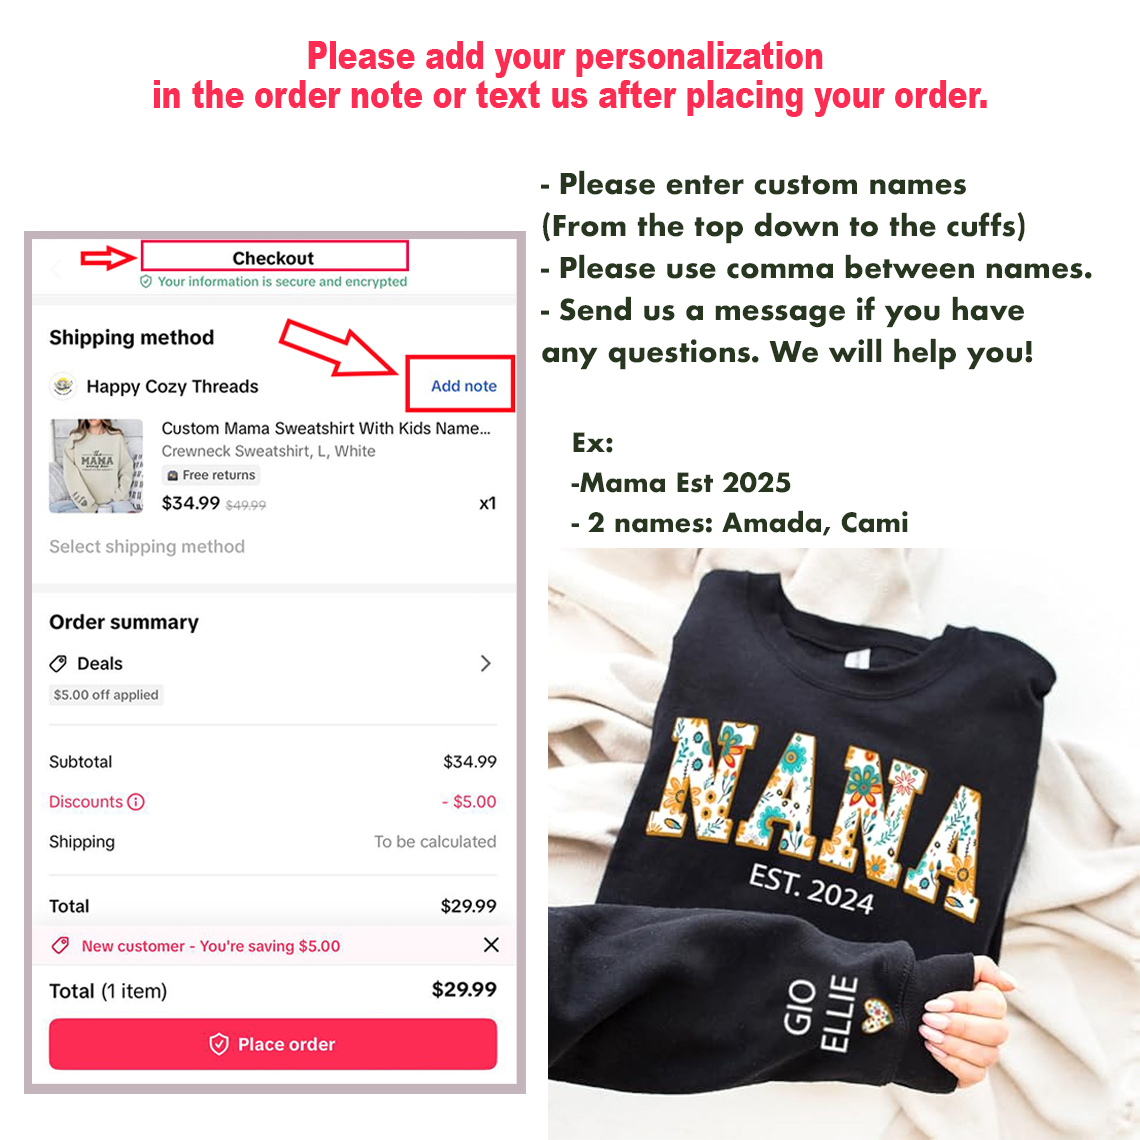 Please add your personalization
in the order note or text us after placing your order.
- Please enter custom names
(From the top down to the cuffs)
- Please use comma between names.
- Send us a message if you have
any questions. We will help you!
Ex:
-Mama Est 2025
- 2 names: Amada, Cami
Checkout
Your information is secure and encrypted
Shipping method
Happy Cozy Threads
Add note
Custom Mama Sweatshirt With Kids Name...
Crewneck Sweatshirt, L, White
Free returns
$34.99 $49.99
x1
MAMA
Select shipping method
Order summary
Deals
$5.00 off applied
Subtotal $34.99
Discounts - $5.00
Shipping To be calculated
Total $29.99
New customer - You're saving $5.00
Total (1 item) $29.99
Place order
NANA
EST. 2024
GIO
ELLIE